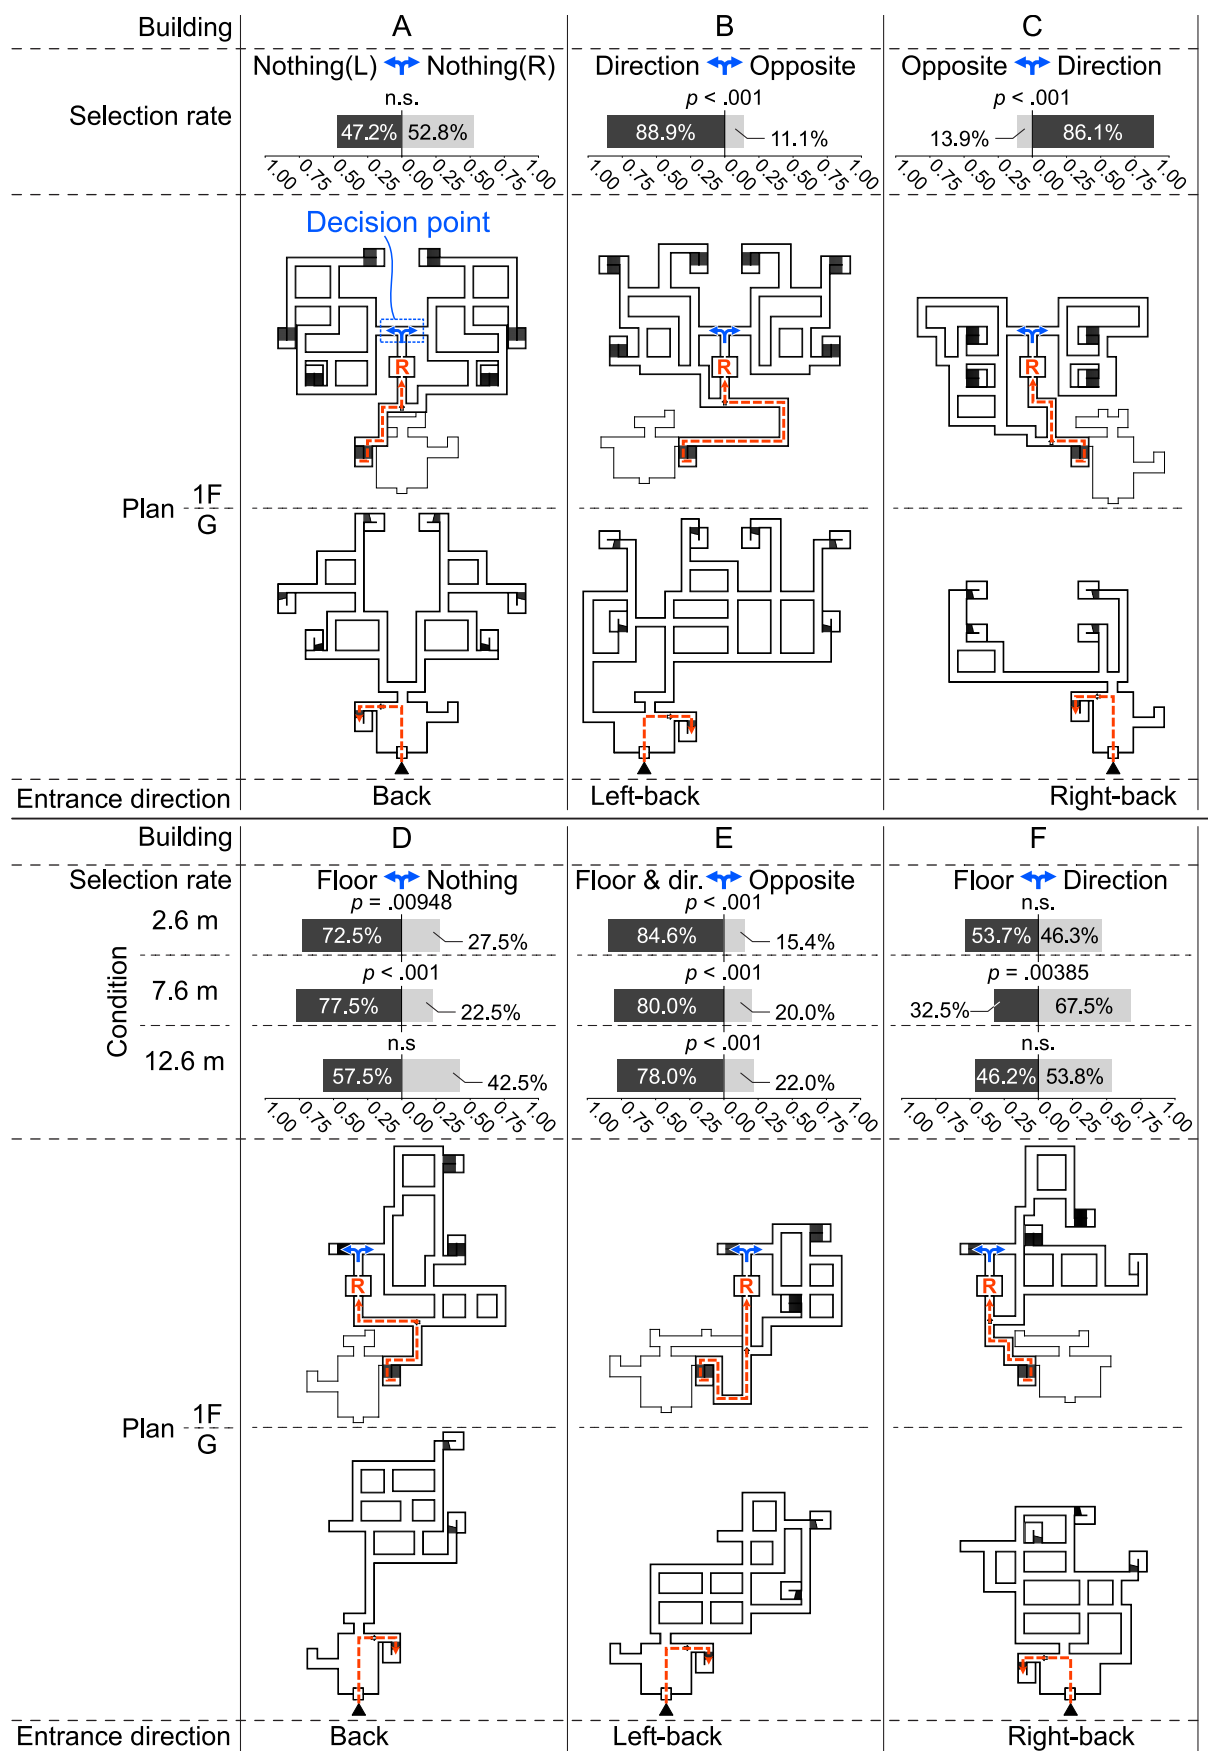 Building A B C
Nothing(L) Nothing(R) Direction Opposite Opposite Direction
n.s. p < .001 p < .001
Selection rate 47.2% 52.8% 88.9% 11.1% 13.9% 86.1%
1.00 0.75 0.50 0.25 0.00 0.25 0.50 0.75 1.00 1.00 0.75 0.50 0.25 0.00 0.25 0.50 0.75 1.00 1.00 0.75 0.50 0.25 0.00 0.25 0.50 0.75 1.00
Decision point
R R R
Plan 1F
G
Entrance direction Back Left-back Right-back
Building D E F
Selection rate Floor Nothing Floor & dir. Opposite Floor Direction
p = .00948 p < .001 n.s.
2.6 m 72.5% 27.5% 84.6% 15.4% 53.7% 46.3%
p < .001 p < .001 p = .00385
Condition 7.6 m 77.5% 22.5% 80.0% 20.0% 32.5% 67.5%
n.s p < .001 n.s.
12.6 m 57.5% 42.5% 78.0% 22.0% 46.2% 53.8%
1.00 0.75 0.50 0.25 0.00 0.25 0.50 0.75 1.00 1.00 0.75 0.50 0.25 0.00 0.25 0.50 0.75 1.00 1.00 0.75 0.50 0.25 0.00 0.25 0.50 0.75 1.00
R R R
Plan 1F
G
Entrance direction Back Left-back Right-back